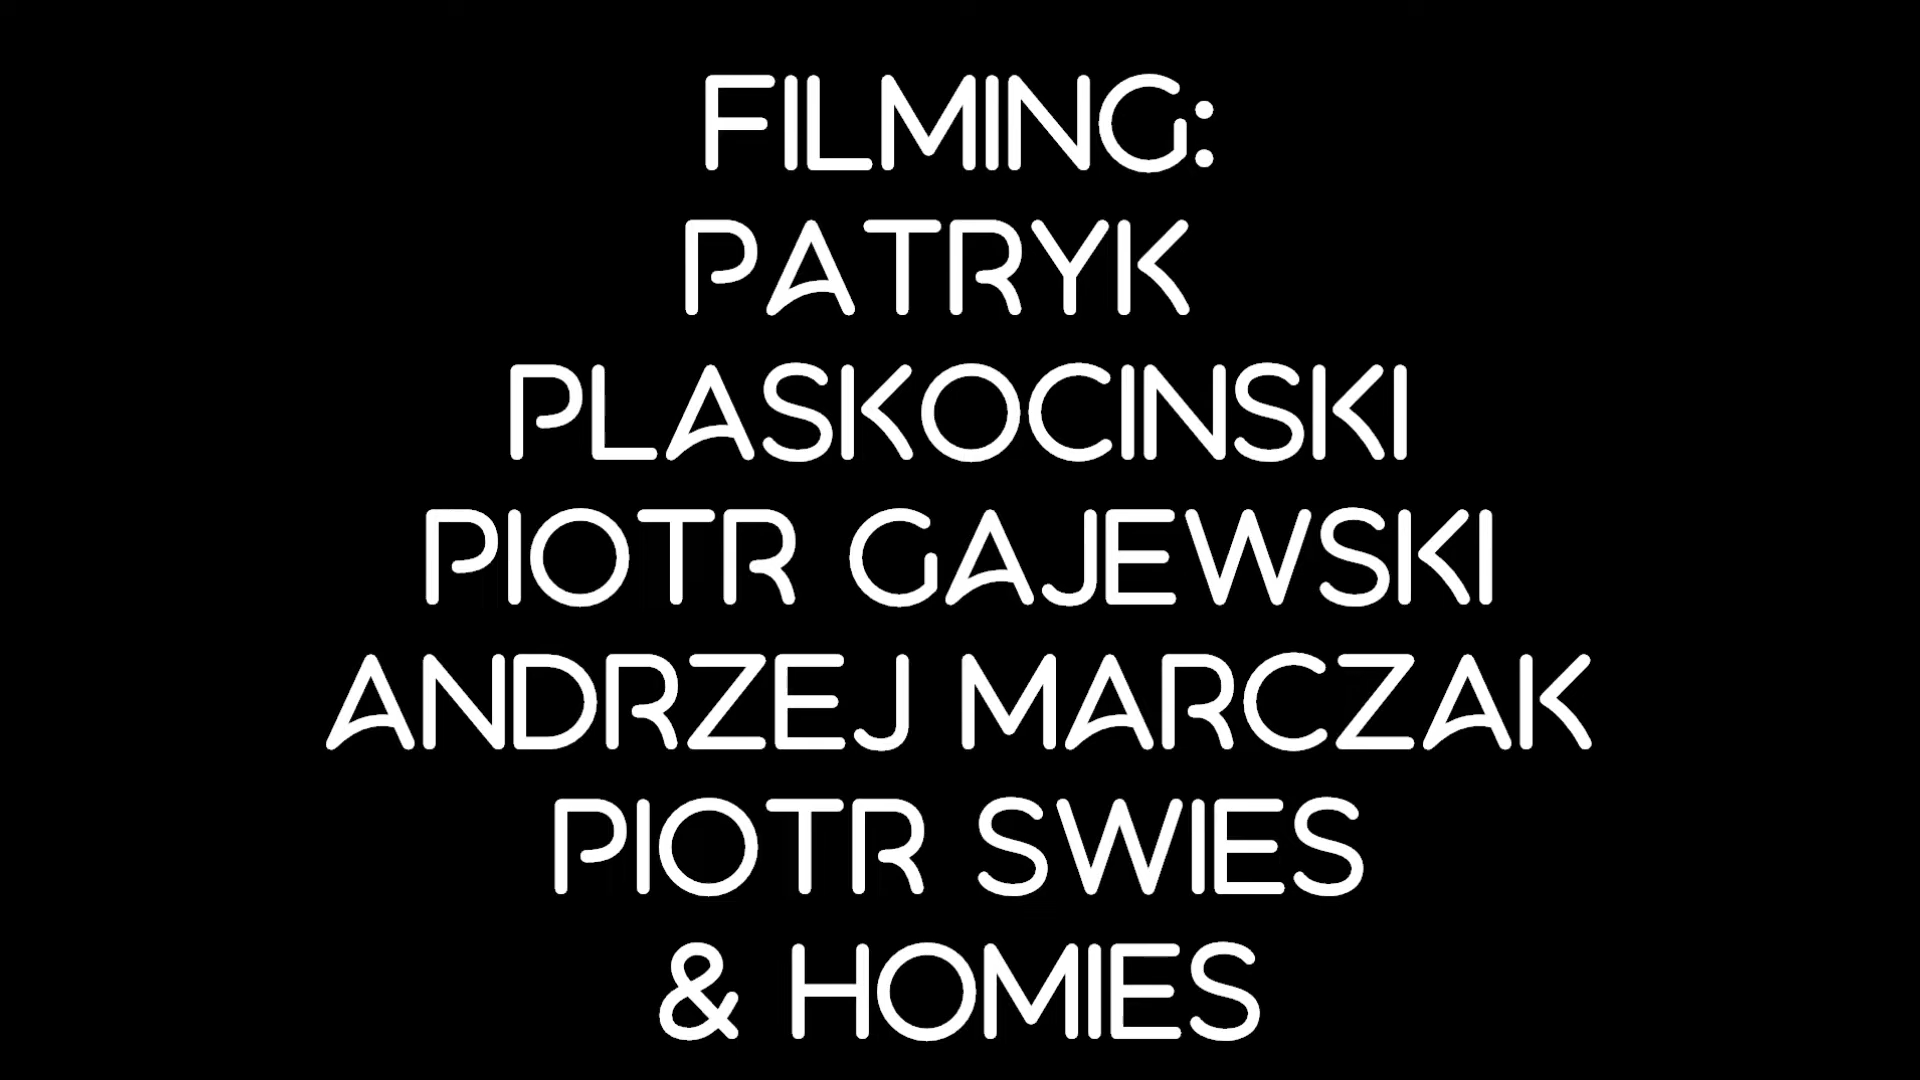 FILMING:
PATRYK
PLASKOCINSKI
PIOTR GAJEWSKI
ANDRZEJ MARCZAK
PIOTR SWIES
& HOMIES